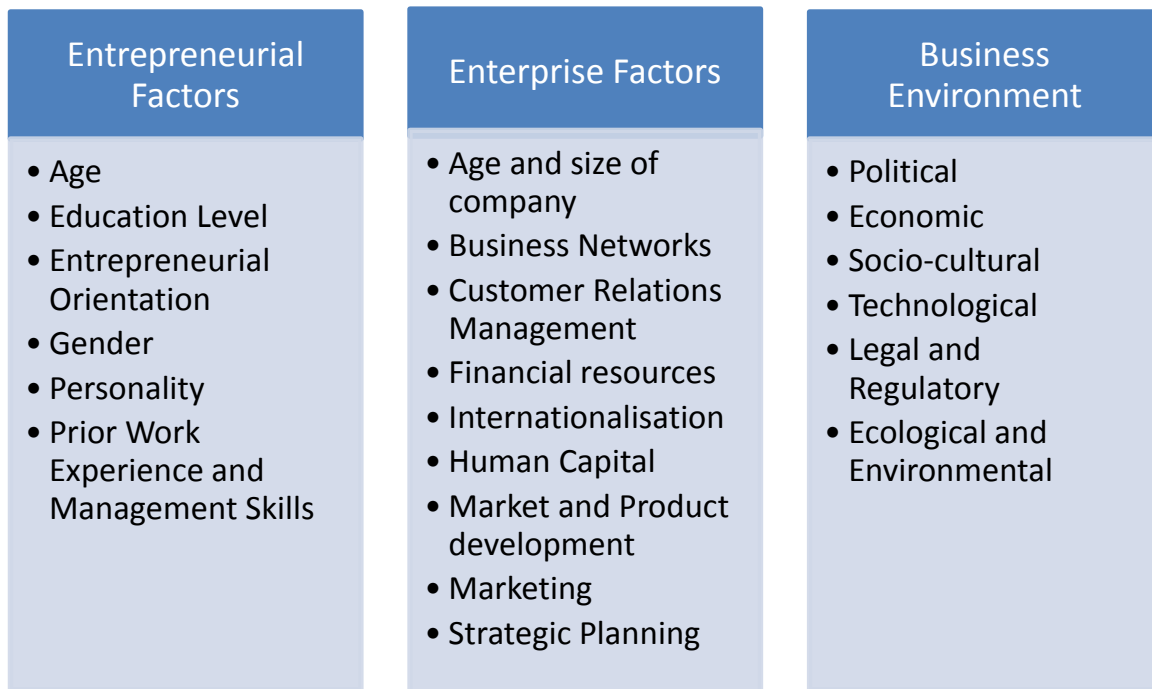 Entrepreneurial
Factors
• Age
• Education Level
• Entrepreneurial
Orientation
• Gender
• Personality
• Prior Work
Experience and
Management Skills
Enterprise Factors
• Age and size of
company
• Business Networks
• Customer Relations
Management
• Financial resources
• Internationalisation
• Human Capital
• Market and Product
development
• Marketing
• Strategic Planning
Business
Environment
• Political
• Economic
• Socio-cultural
• Technological
• Legal and
Regulatory
• Ecological and
Environmental